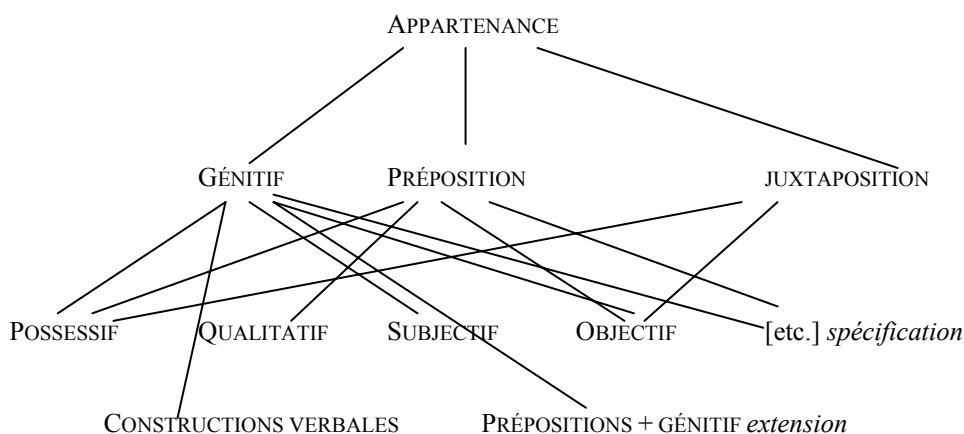 APPARTENANCE
GÉNITIF PRÉPOSITION JUXTAPOSITION
POSSESSIF QUALITATIF SUBJECTIF OBJECTIF [etc.] spécification
CONSTRUCTIONS VERBALES PRÉPOSITIONS + GÉNITIF extension